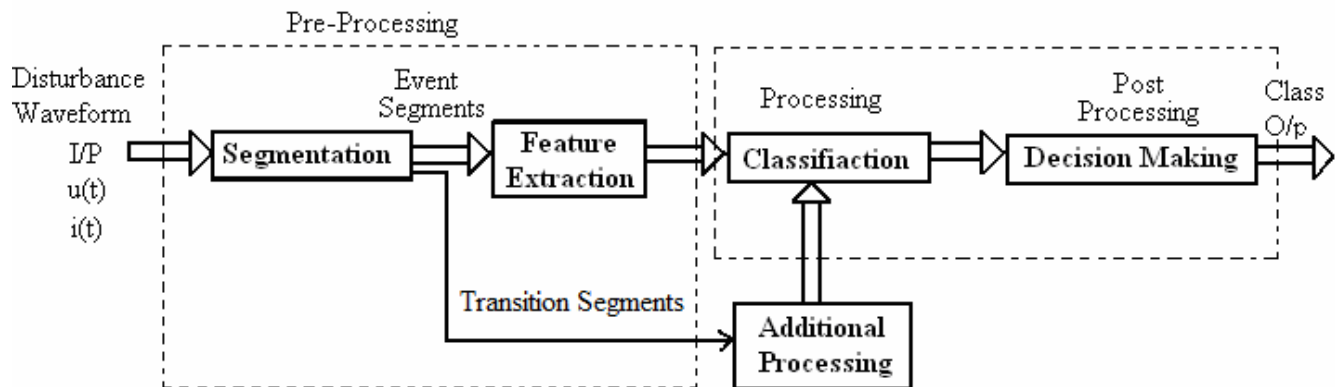 Pre-Processing
Disturbance
Waveform
I/P
u(t)
i(t)
Segmentation
Event
Segments
Feature
Extraction
Processing
Classifiaction
Post
Processing
Decision Making
Class
O/p
Transition Segments
Additional
Processing